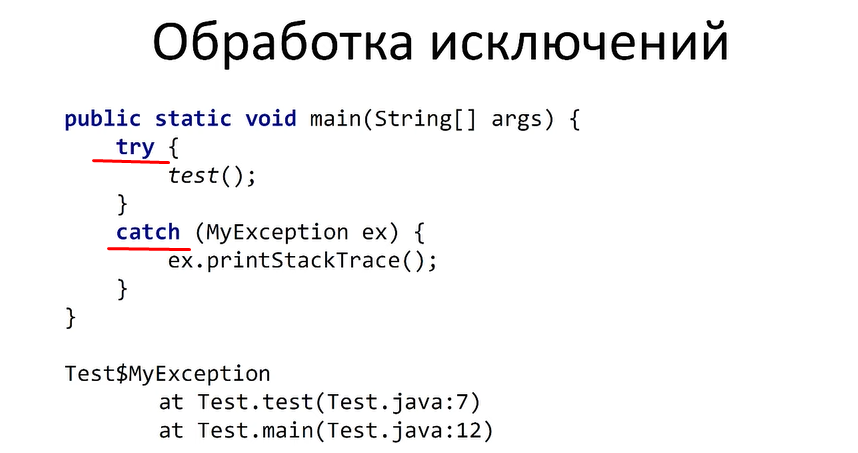 Обработка исключений
public static void main(String[] args) {
try {
test();
}
catch (MyException ex) {
ex.printStackTrace();
}
}
Test$MyException
at Test.test(Test.java:7)
at Test.main(Test.java:12)